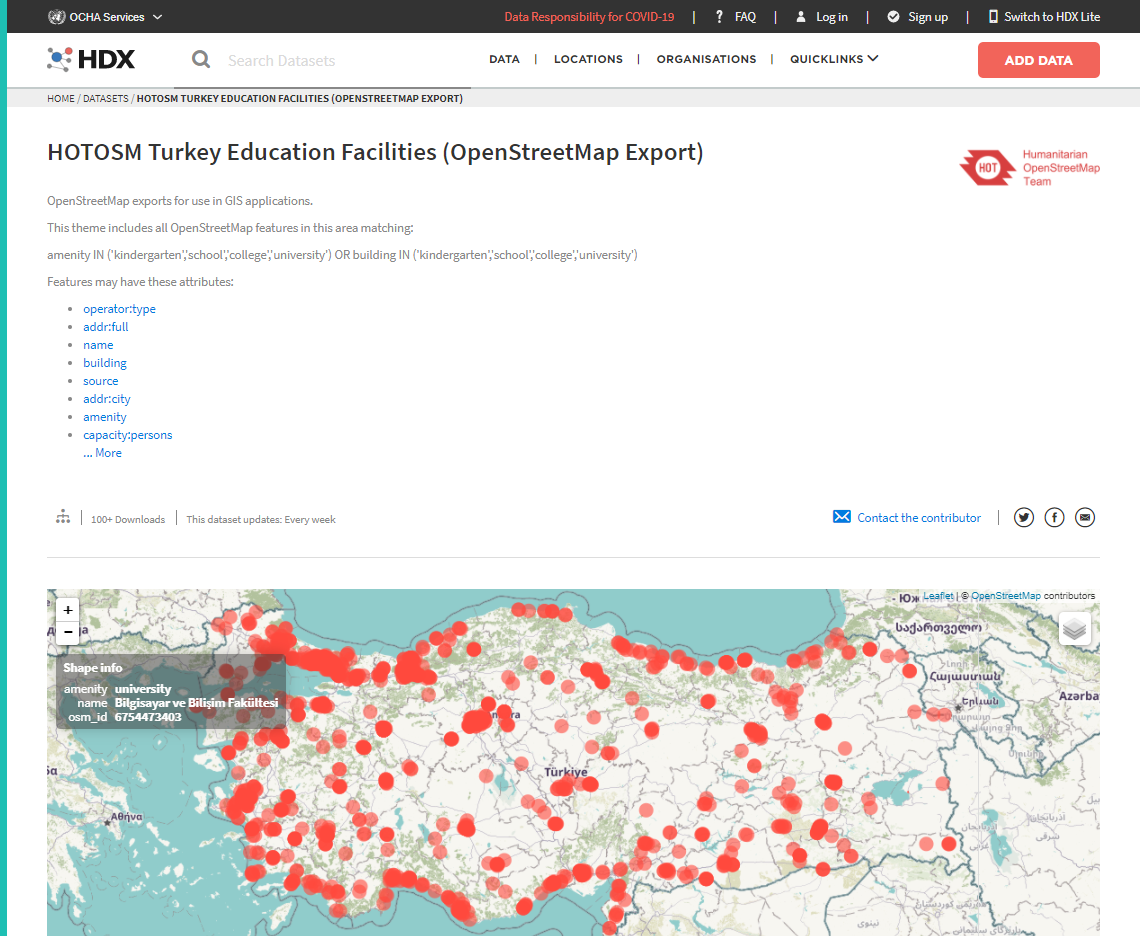 OCHA Services
Data Responsibility for COVID-19 | ? FAQ | Log in | Sign up | Switch to HDX Lite
HDX
Search Datasets
DATA | LOCATIONS | ORGANISATIONS | QUICKLINKS
ADD DATA
HOME / DATASETS / HOTOSM TURKEY EDUCATION FACILITIES (OPENSTREETMAP EXPORT)
HOTOSM Turkey Education Facilities (OpenStreetMap Export)
HOT
Humanitarian
OpenStreetMap
Team
OpenStreetMap exports for use in GIS applications.
This theme includes all OpenStreetMap features in this area matching:
amenity IN ('kindergarten','school','college','university') OR building IN ('kindergarten','school','college','university')
Features may have these attributes:
operator:type
addr:full
name
building
source
addr:city
amenity
capacity:persons
... More
100+ Downloads | This dataset updates: Every week
Contact the contributor
Leaflet | © OpenStreetMap contributors
+
−
Shape info
amenity university
name Bilgisayar ve Bilişim Fakültesi
osm_id 6754473403
საქართველო
Հայաստան
Երևան
Azərba
Türkiye
Αθήνα
نینوی